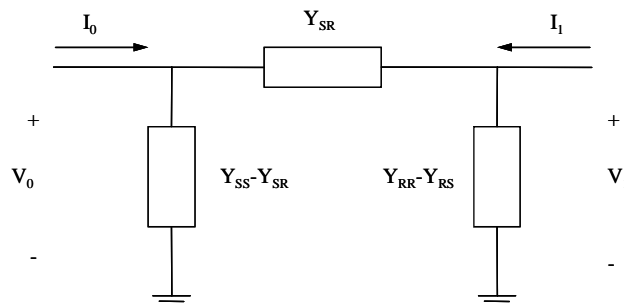 I0 YSR I1
+ +
V0 YSS-YSR YRR-YRS V
- -